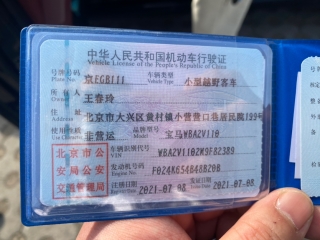 中华人民共和国机动车行驶证
Vehicle License of the People's Republic of China
号牌号码 京FGB111 车辆类型 小型越野客车
Plate No. Vehicle Type
所有人 王春玲
Owner
住址 北京市大兴区黄村镇小营营口巷居民院199号
Address
使用性质 非营运 品牌型号 宝马WBA2V110
Use Character Model
北京市公安局公安交通管理局
车辆识别代号
VIN
发动机号码
Engine No. F024K654B48B20B
注册日期 2021-07-08 发证日期 2021-07-08
Register Date Issue Date